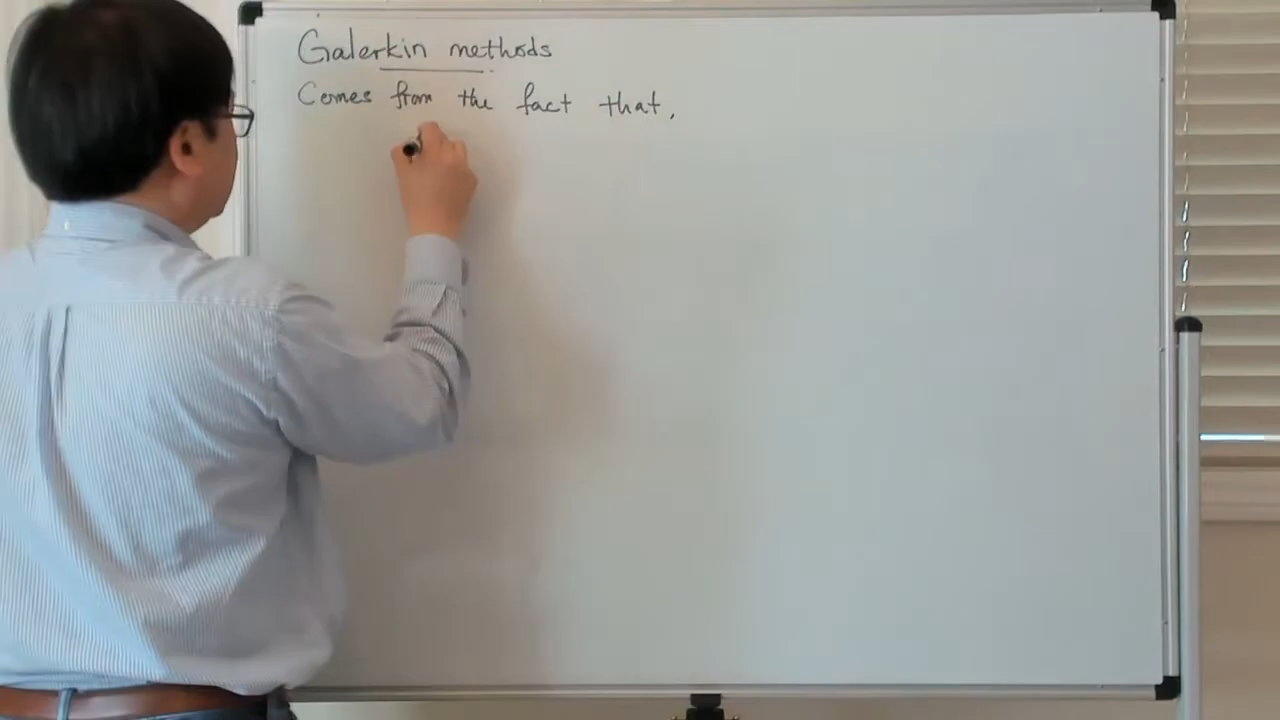 Galerkin methods
Comes from the fact that,